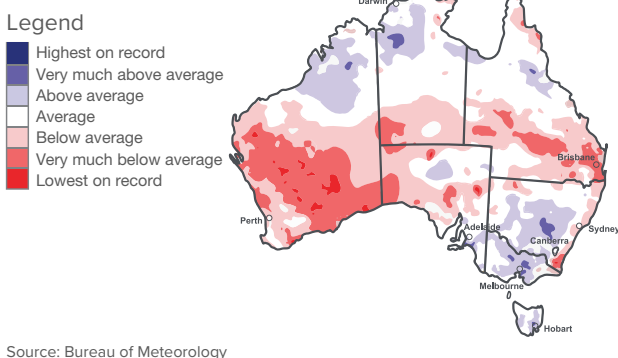 Darwin
Legend
Highest on record
Very much above average
Above average
Average
Below average
Very much below average
Lowest on record
Brisbane
Perth
Adelaide
Sydney
Canberra
Melbourne
Hobart
Source: Bureau of Meteorology